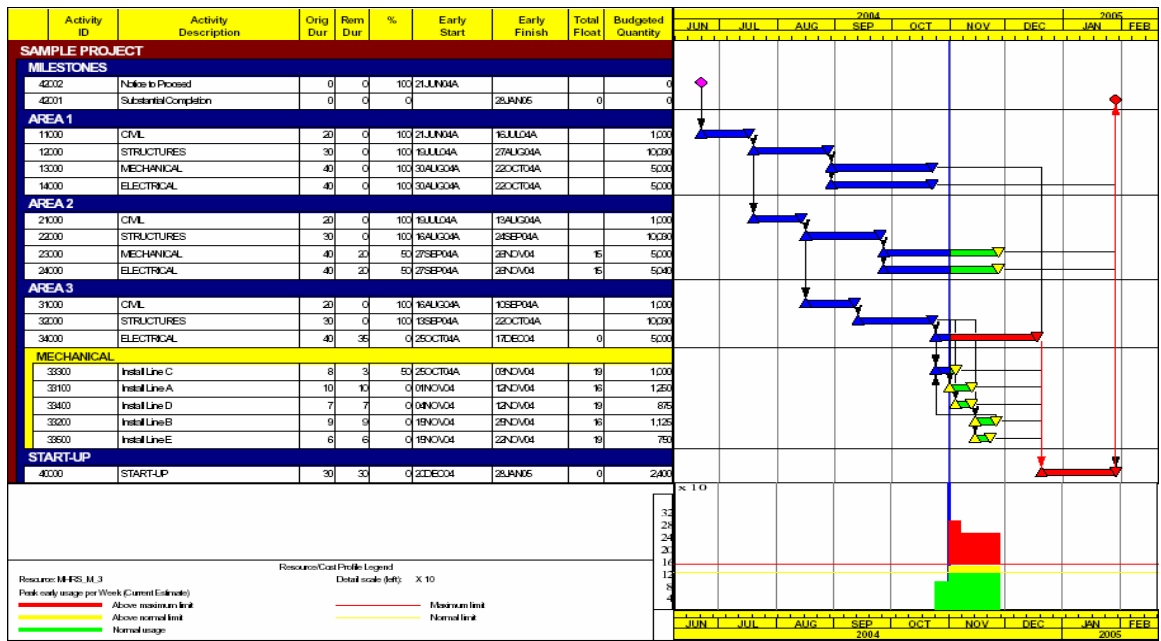 Activity ID Activity Description Orig Dur Rem Dur % Early Start Early Finish Total Float Budgeted Quantity
2004 2005
JUN JUL AUG SEP OCT NOV DEC JAN FEB
SAMPLE PROJECT
MILESTONES
42002 Notice to Proceed 0 0 100 21JUN04A 0
42001 Substantial Completion 0 0 0 28JAN05 0 0
AREA 1
11000 CIVIL 20 0 100 21JUN04A 16JUL04A 1,000
12000 STRUCTURES 30 0 100 19JUL04A 27AUG04A
13000 MECHANICAL 40 0 100 30AUG04A 22OCT04A 5,000
14000 ELECTRICAL 40 0 100 30AUG04A 22OCT04A 5,000
AREA 2
21000 CIVIL 20 0 100 19JUL04A 13AUG04A 1,000
22000 STRUCTURES 30 0 100 16AUG04A 24SEP04A
23000 MECHANICAL 40 20 50 27SEP04A 26NOV04 15 5,000
24000 ELECTRICAL 40 20 50 27SEP04A 26NOV04 15 5,040
AREA 3
31000 CIVIL 20 0 100 16AUG04A 10SEP04A 1,000
32000 STRUCTURES 30 0 100 13SEP04A 22OCT04A
34000 ELECTRICAL 40 35 0 25OCT04A 17DEC04 0 5,000
MECHANICAL
33300 Install Line C 8 3 50 25OCT04A 03NOV04 19 1,000
33100 Install Line A 10 10 0 01NOV04 12NOV04 16 1,250
33400 Install Line D 7 7 0 04NOV04 12NOV04 19 875
33200 Install Line B 9 9 0 15NOV04 25NOV04 16 1,125
33500 Install Line E 6 6 0 15NOV04 22NOV04 19 750
START-UP
40000 START-UP 30 30 0 20DEC04 28JAN05 0 2,400
x 10
32
28
24
20
16
12
8
4
Resource/Cost Profile Legend
Resource: MHRS_M_3 Detail scale (left): X 10
Peak early usage per Week (Current Estimate)
Above maximum limit Maximum limit
Above normal limit Normal limit
Normal usage
JUN JUL AUG SEP OCT NOV DEC JAN FEB
2004 2005